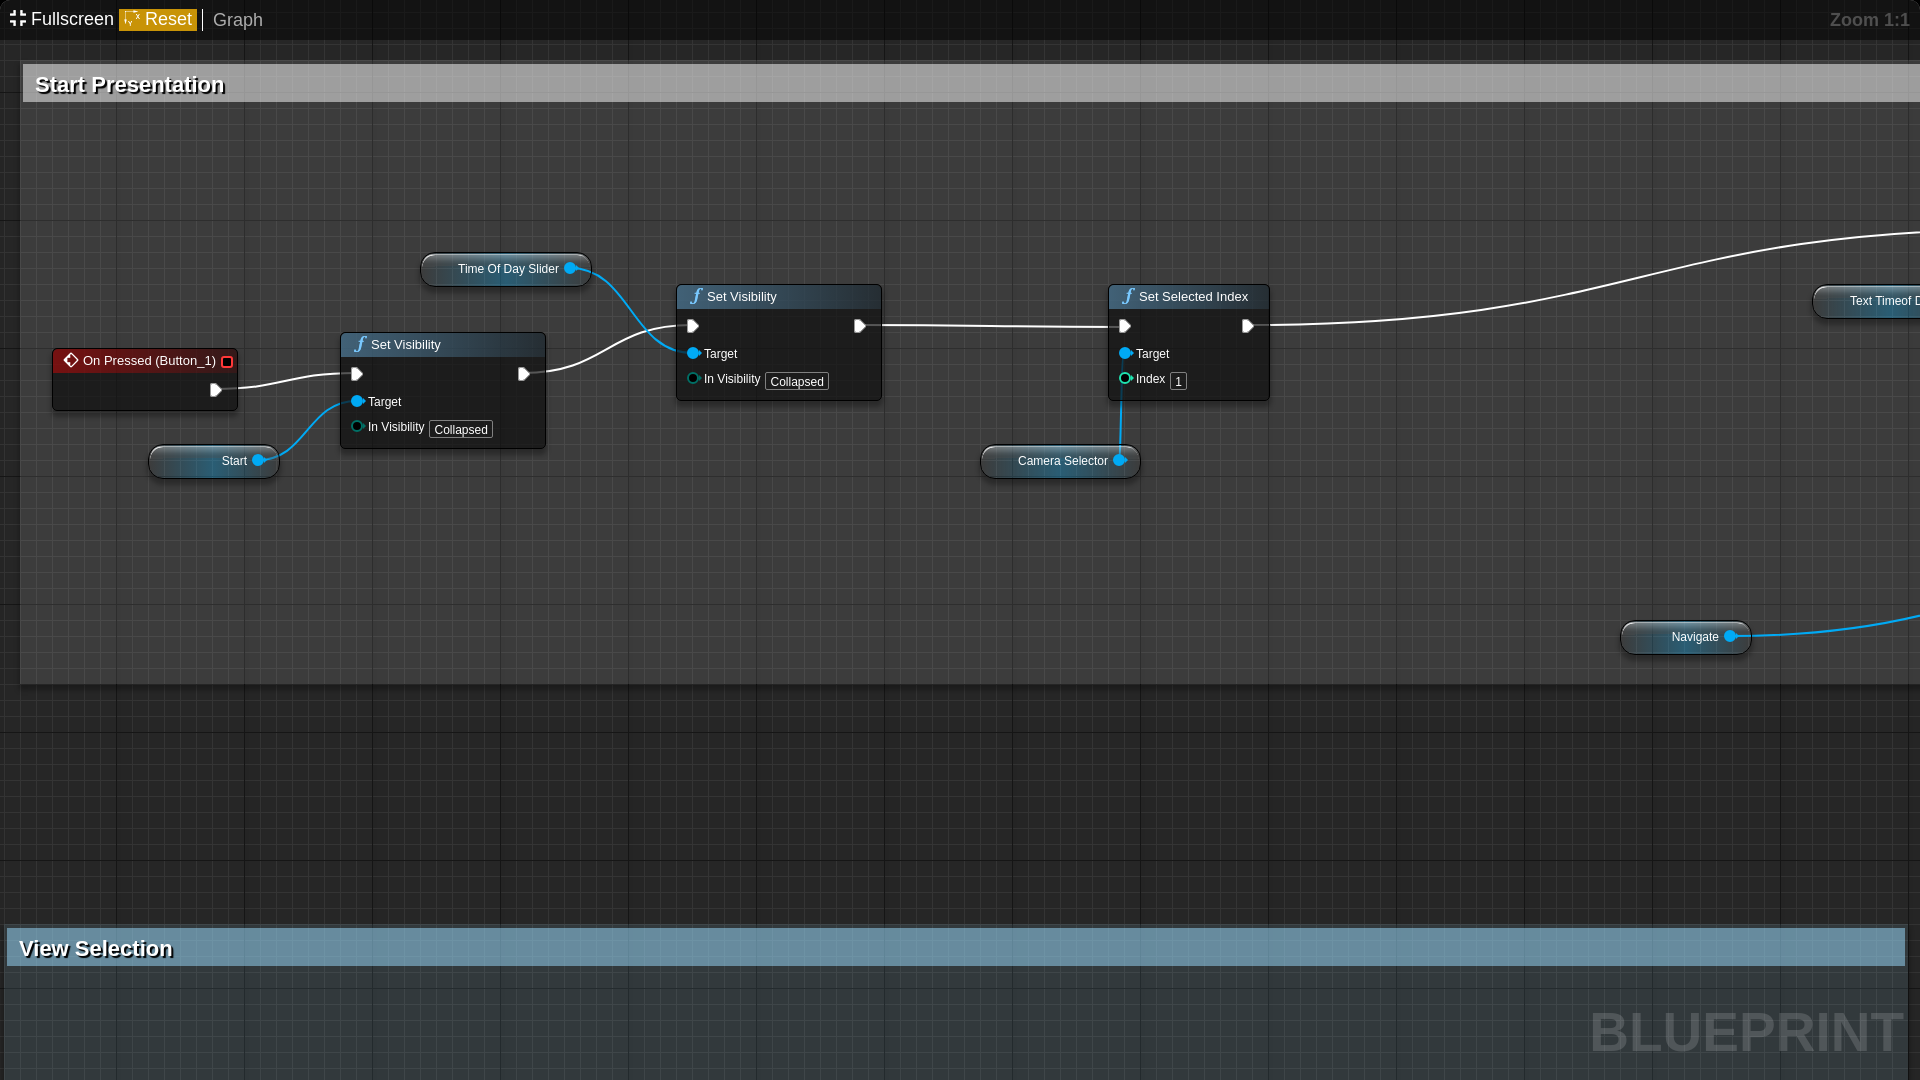 Fullscreen Reset Graph Zoom 1:1
Start Presentation
Time Of Day Slider
Set Visibility
Target
In Visibility Collapsed
Set Selected Index
Target
Index 1
Text Timeof D
On Pressed (Button_1)
Set Visibility
Target
In Visibility Collapsed
Start
Camera Selector
Navigate
View Selection
BLUEPRINT